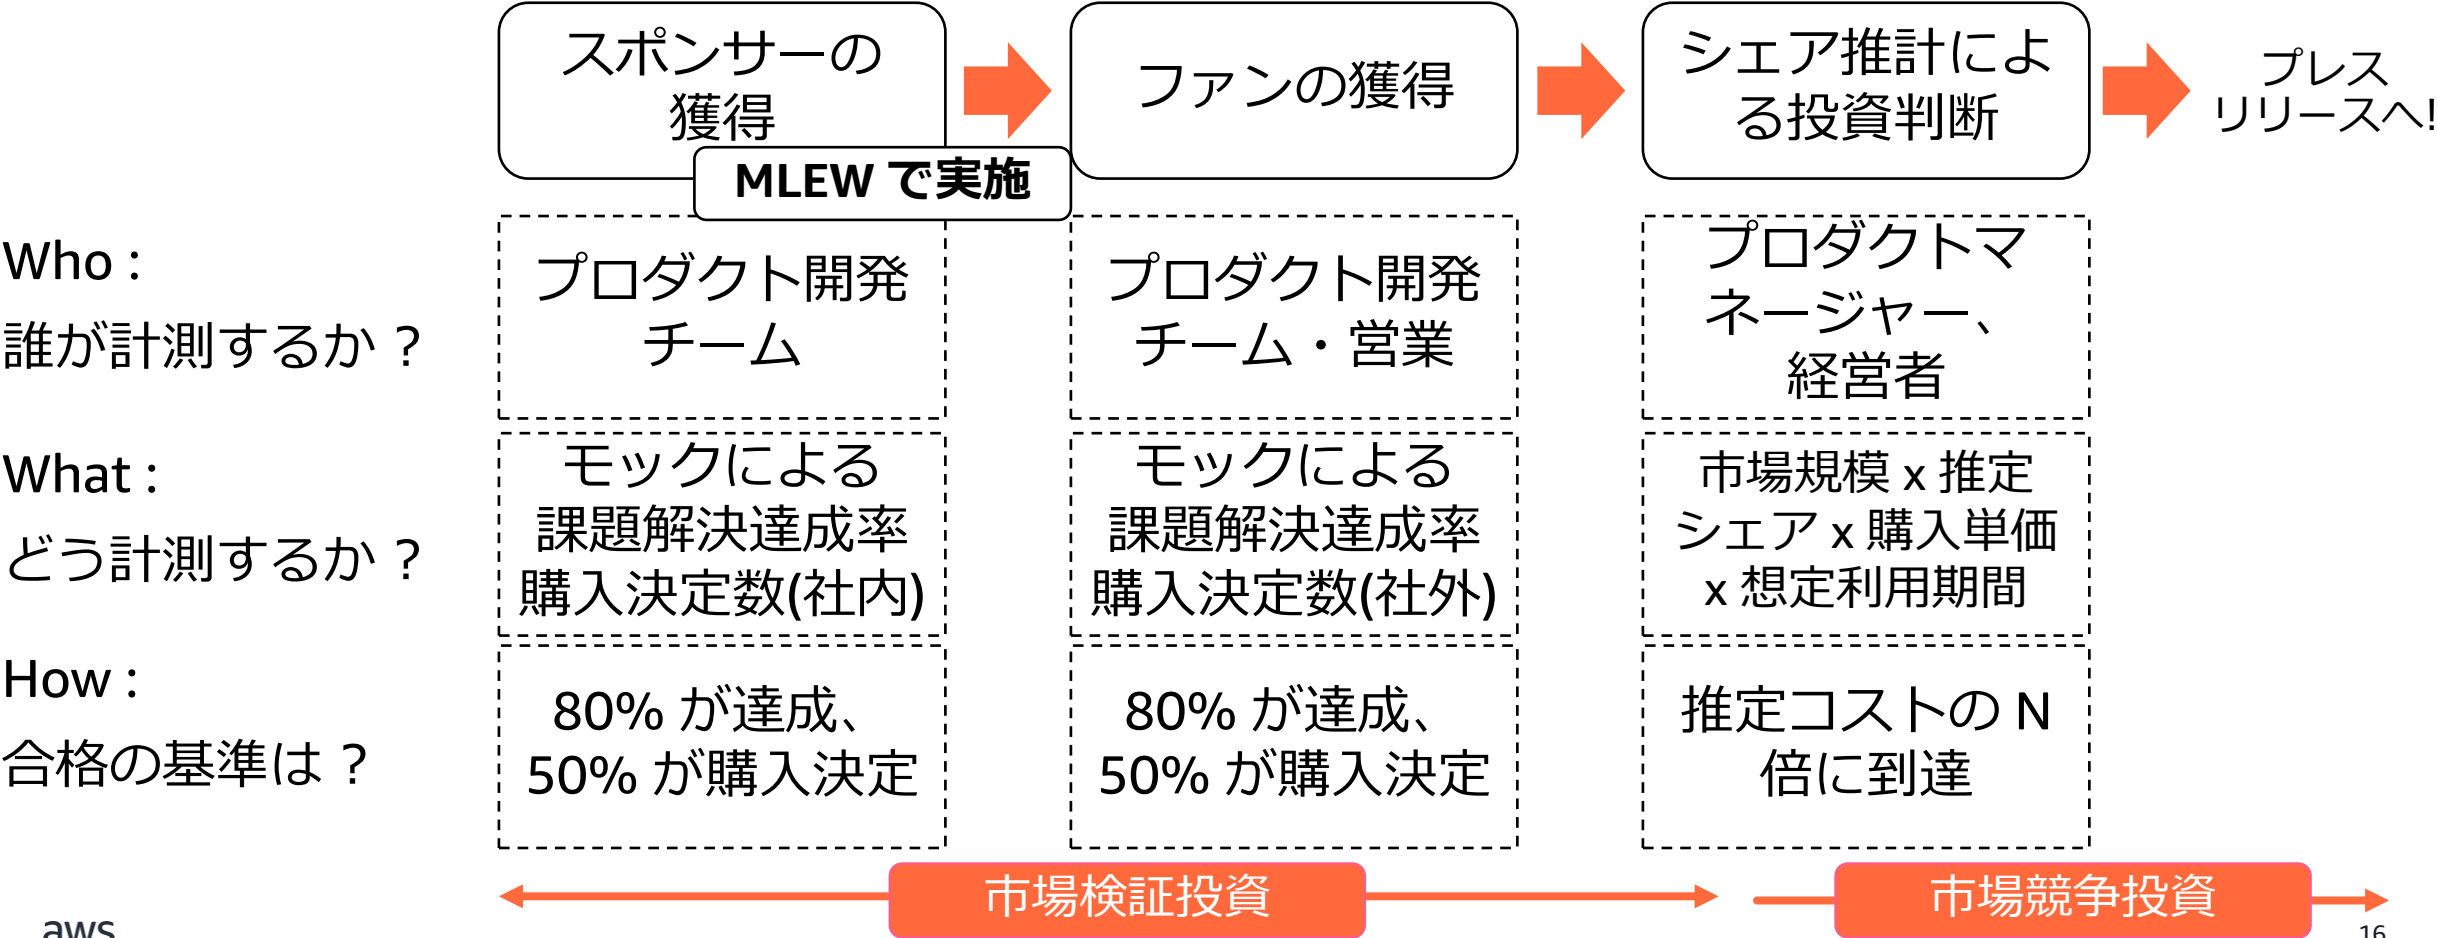 スポンサーの
獲得
ファンの獲得
シェア推計によ
る投資判断
プレス
リリースへ!
MLEW で実施
Who :
誰が計測するか？
プロダクト開発
チーム
プロダクト開発
チーム・営業
プロダクトマ
ネージャー、
経営者
What :
どう計測するか？
モックによる
課題解決達成率
購入決定数(社内)
モックによる
課題解決達成率
購入決定数(社外)
市場規模 x 推定
シェア x 購入単価
x 想定利用期間
How :
合格の基準は？
80% が達成、
50% が購入決定
80% が達成、
50% が購入決定
推定コストの N
倍に到達
市場検証投資
市場競争投資
aws
16